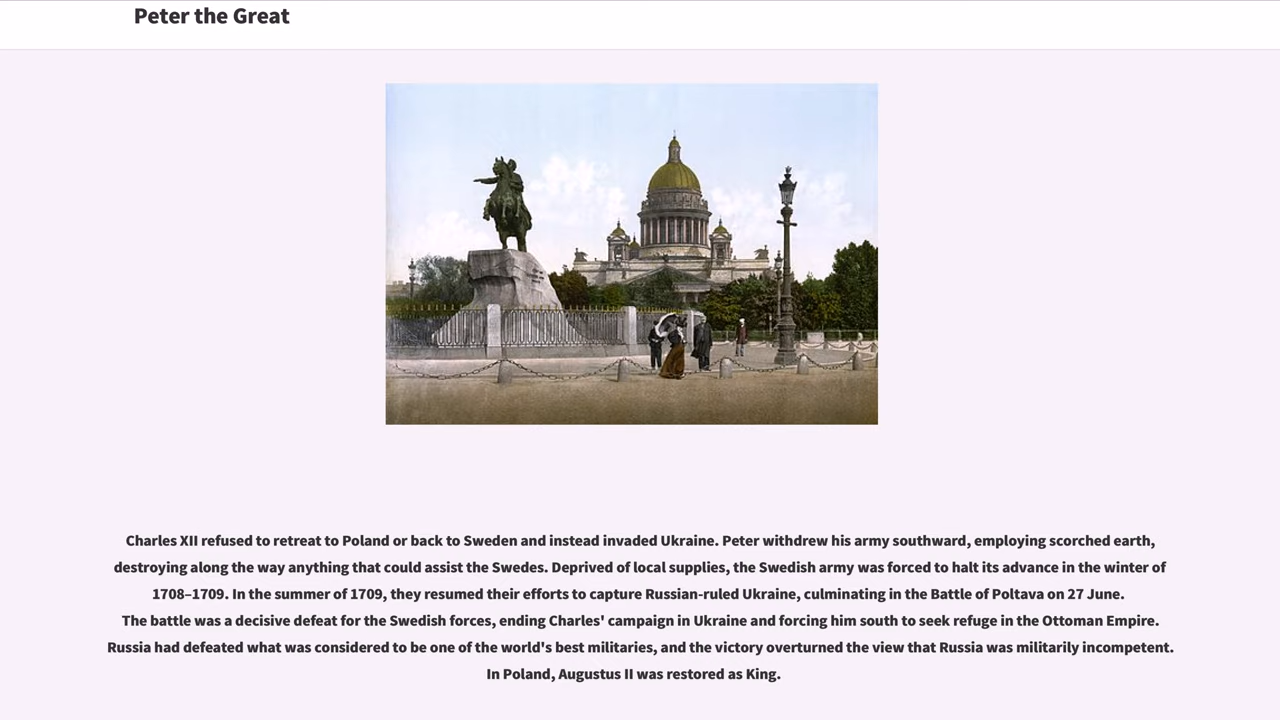 Peter the Great
Charles XII refused to retreat to Poland or back to Sweden and instead invaded Ukraine. Peter withdrew his army southward, employing scorched earth,
destroying along the way anything that could assist the Swedes. Deprived of local supplies, the Swedish army was forced to halt its advance in the winter of
1708–1709. In the summer of 1709, they resumed their efforts to capture Russian-ruled Ukraine, culminating in the Battle of Poltava on 27 June.
The battle was a decisive defeat for the Swedish forces, ending Charles' campaign in Ukraine and forcing him south to seek refuge in the Ottoman Empire.
Russia had defeated what was considered to be one of the world's best militaries, and the victory overturned the view that Russia was militarily incompetent.
In Poland, Augustus II was restored as King.